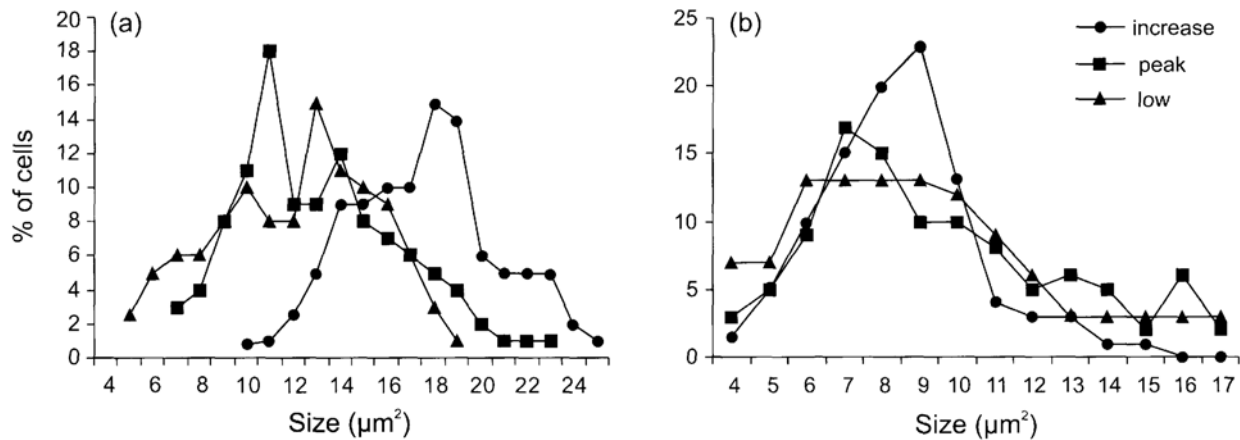 (a)
% of cells
20
18
16
14
12
10
8
6
4
2
0
4 6 8 10 12 14 16 18 20 22 24
Size (µm²)
(b)
25
20
15
10
5
0
4 5 6 7 8 9 10 11 12 13 14 15 16 17
Size (µm²)
increase
peak
low